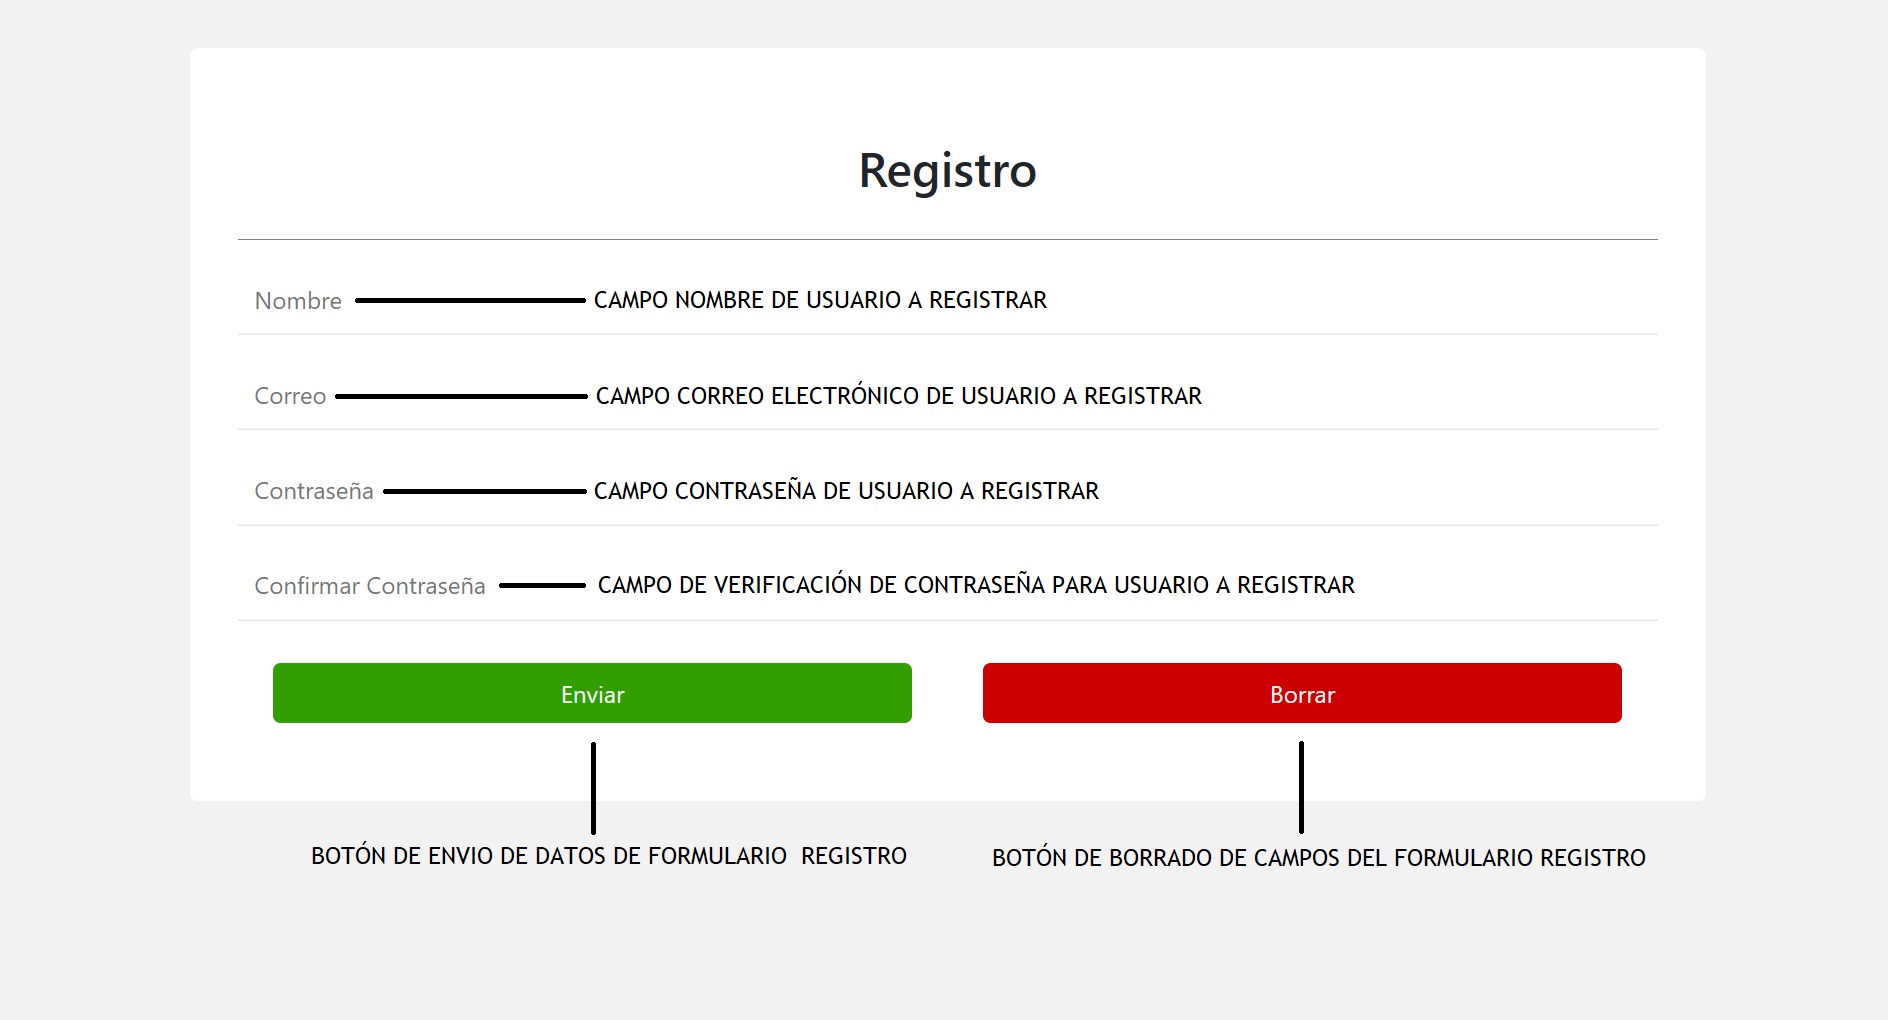 Registro
Nombre CAMPO NOMBRE DE USUARIO A REGISTRAR
Correo CAMPO CORREO ELECTRÓNICO DE USUARIO A REGISTRAR
Contraseña CAMPO CONTRASEÑA DE USUARIO A REGISTRAR
Confirmar Contraseña CAMPO DE VERIFICACIÓN DE CONTRASEÑA PARA USUARIO A REGISTRAR
Enviar Borrar
BOTÓN DE ENVIO DE DATOS DE FORMULARIO REGISTRO BOTÓN DE BORRADO DE CAMPOS DEL FORMULARIO REGISTRO